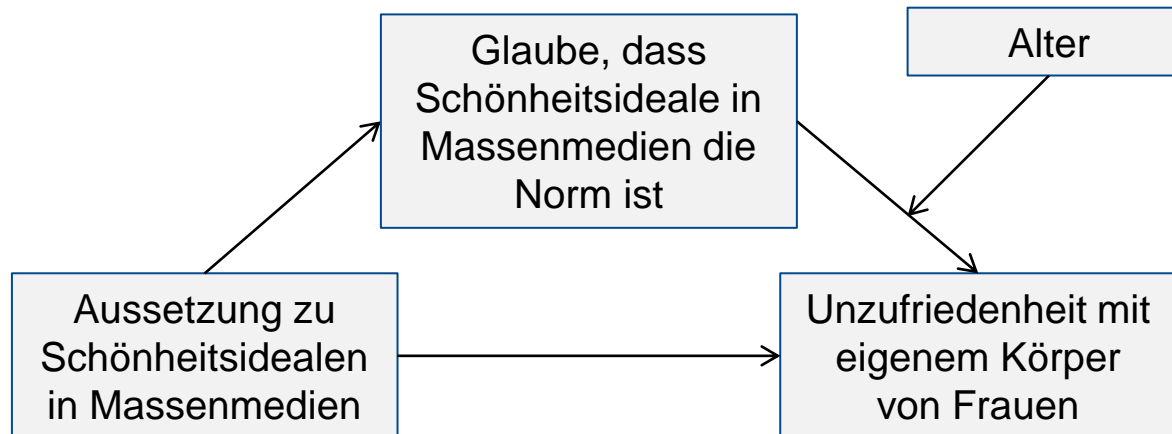 Glaube, dass
Schönheitsideale in
Massenmedien die
Norm ist
Alter
Aussetzung zu
Schönheitsidealen
in Massenmedien
Unzufriedenheit mit
eigenem Körper
von Frauen